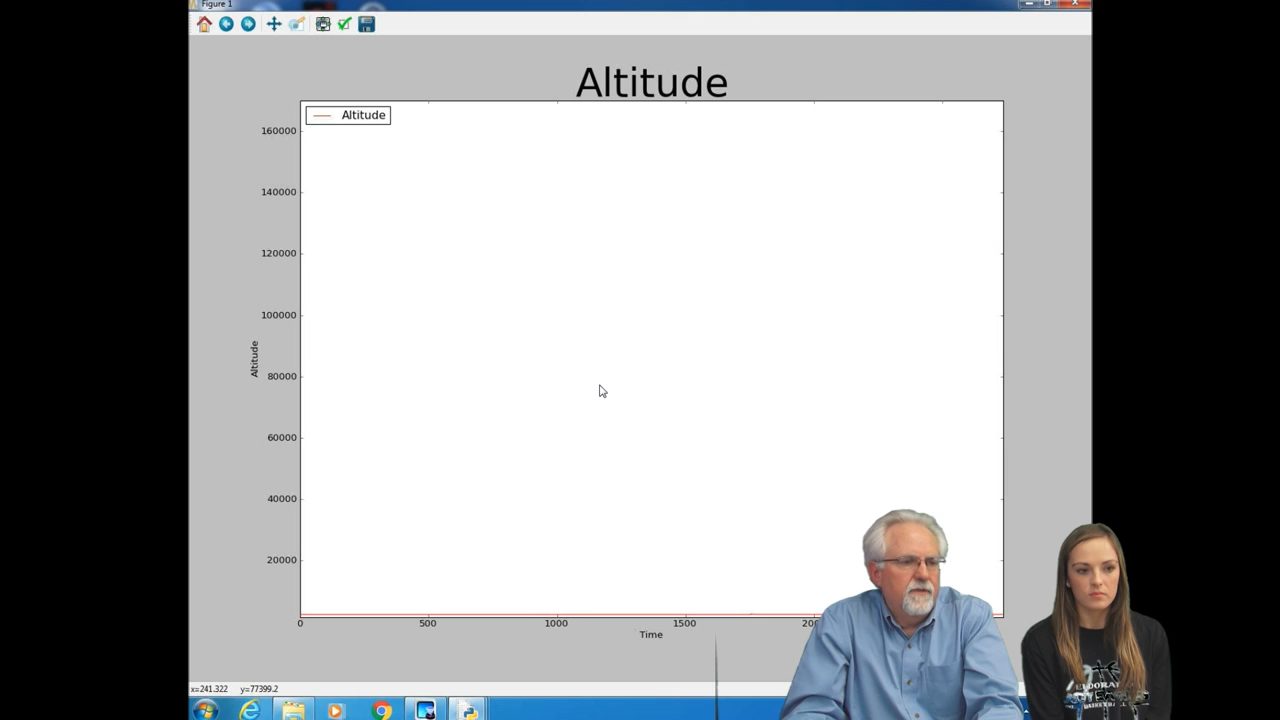 Figure 1
Altitude
Altitude
160000
140000
120000
100000
80000
60000
40000
20000
Altitude
0 500 1000 1500
Time
x=241.322 y=77399.2